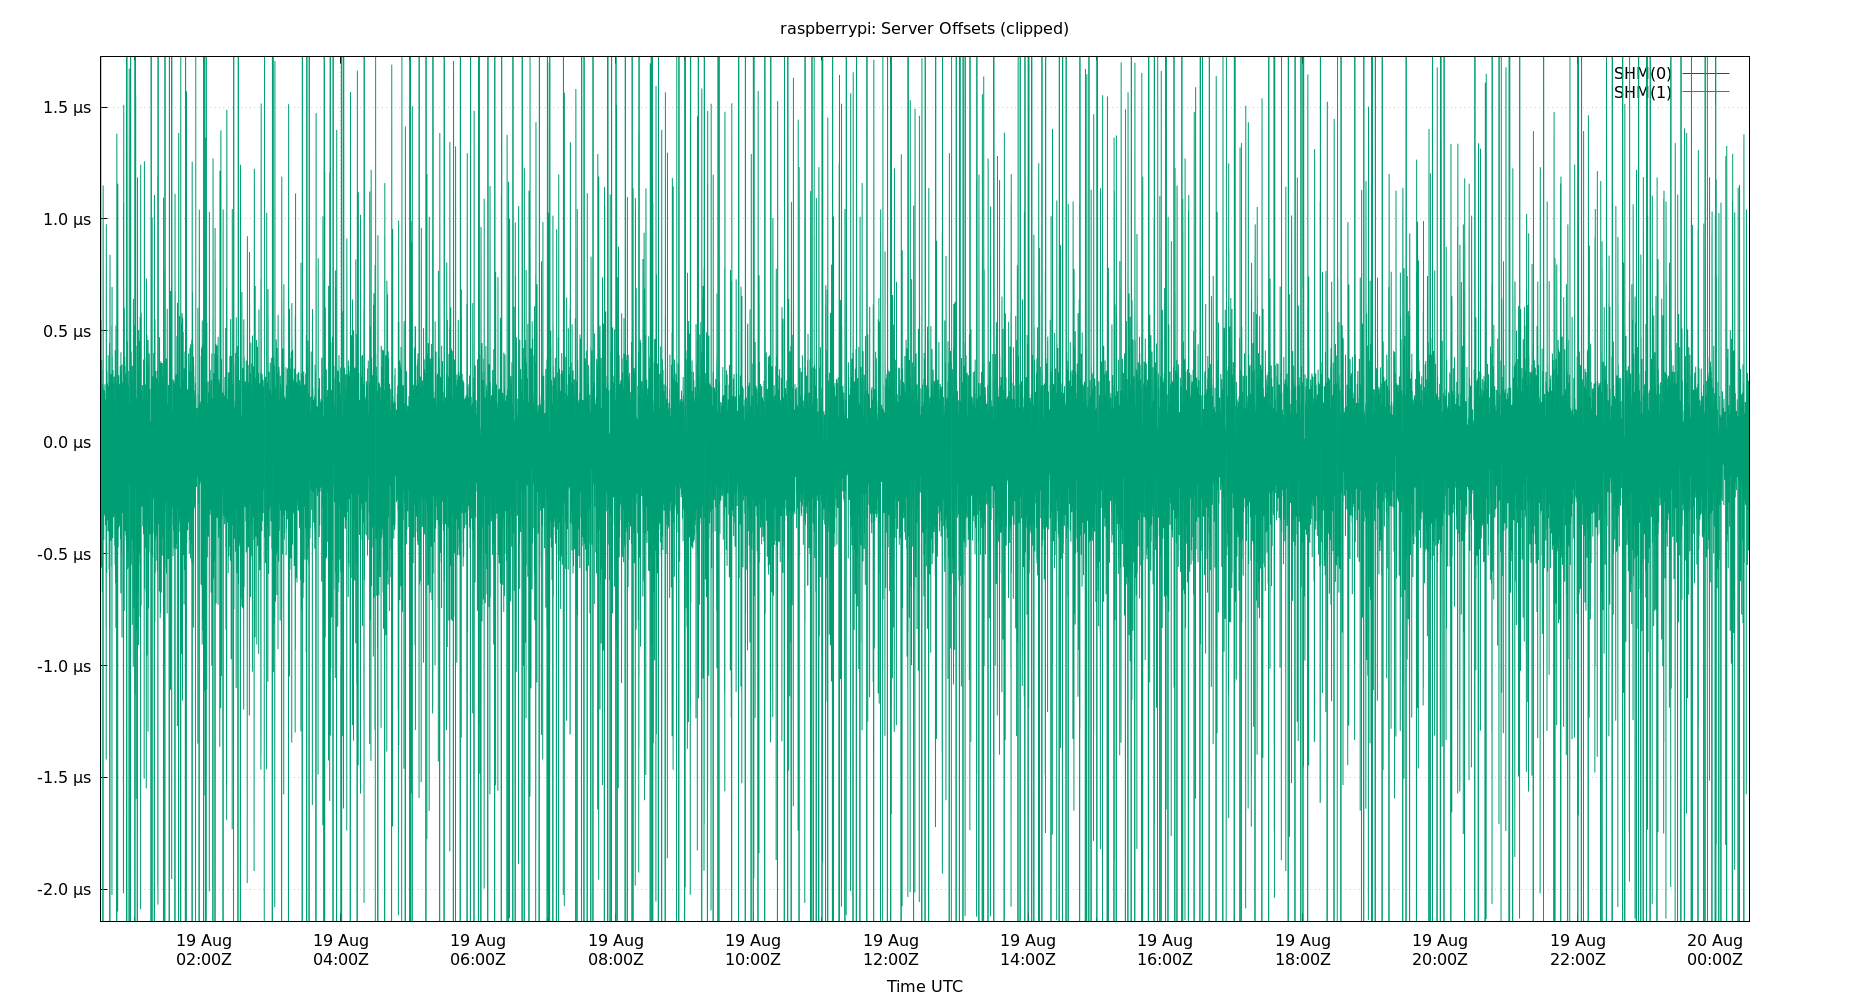 raspberrypi: Server Offsets (clipped)
SHM(0)
SHM(1)
1.5 µs
1.0 µs
0.5 µs
0.0 µs
-0.5 µs
-1.0 µs
-1.5 µs
-2.0 µs
19 Aug 19 Aug 19 Aug 19 Aug 19 Aug 19 Aug 19 Aug 19 Aug 19 Aug 19 Aug 19 Aug 20 Aug
02:00Z 04:00Z 06:00Z 08:00Z 10:00Z 12:00Z 14:00Z 16:00Z 18:00Z 20:00Z 22:00Z 00:00Z
Time UTC